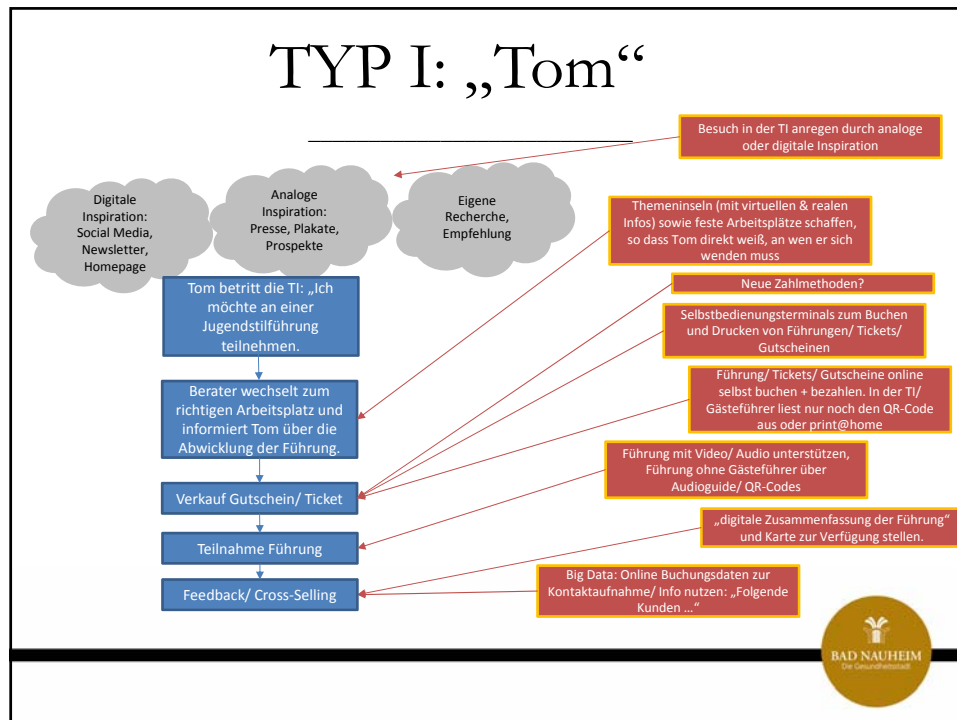 TYP I: „Tom“
Besuch in der TI anregen durch analoge
oder digitale Inspiration
Digitale
Inspiration:
Social Media,
Newsletter,
Homepage
Analoge
Inspiration:
Presse, Plakate,
Prospekte
Eigene
Recherche,
Empfehlung
Themeninseln (mit virtuellen & realen
Infos) sowie feste Arbeitsplätze schaffen,
so dass Tom direkt weiß, an wen er sich
wenden muss
Tom betritt die TI: „Ich
möchte an einer
Jugendstilführung
teilnehmen.
Neue Zahlmethoden?
Selbstbedienungsterminals zum Buchen
und Drucken von Führungen/ Tickets/
Gutscheinen
Berater wechselt zum
richtigen Arbeitsplatz und
informiert Tom über die
Abwicklung der Führung.
Führung/ Tickets/ Gutscheine online
selbst buchen + bezahlen. In der TI/
Gästeführer liest nur noch den QR-Code
aus oder print@home
Führung mit Video/ Audio unterstützen,
Führung ohne Gästeführer über
Audioguide/ QR-Codes
Verkauf Gutschein/ Ticket
„digitale Zusammenfassung der Führung“
und Karte zur Verfügung stellen.
Teilnahme Führung
Big Data: Online Buchungsdaten zur
Kontaktaufnahme/ Info nutzen: „Folgende
Kunden …“
Feedback/ Cross-Selling
BAD NAUHEIM
Die Gesundheitsstadt